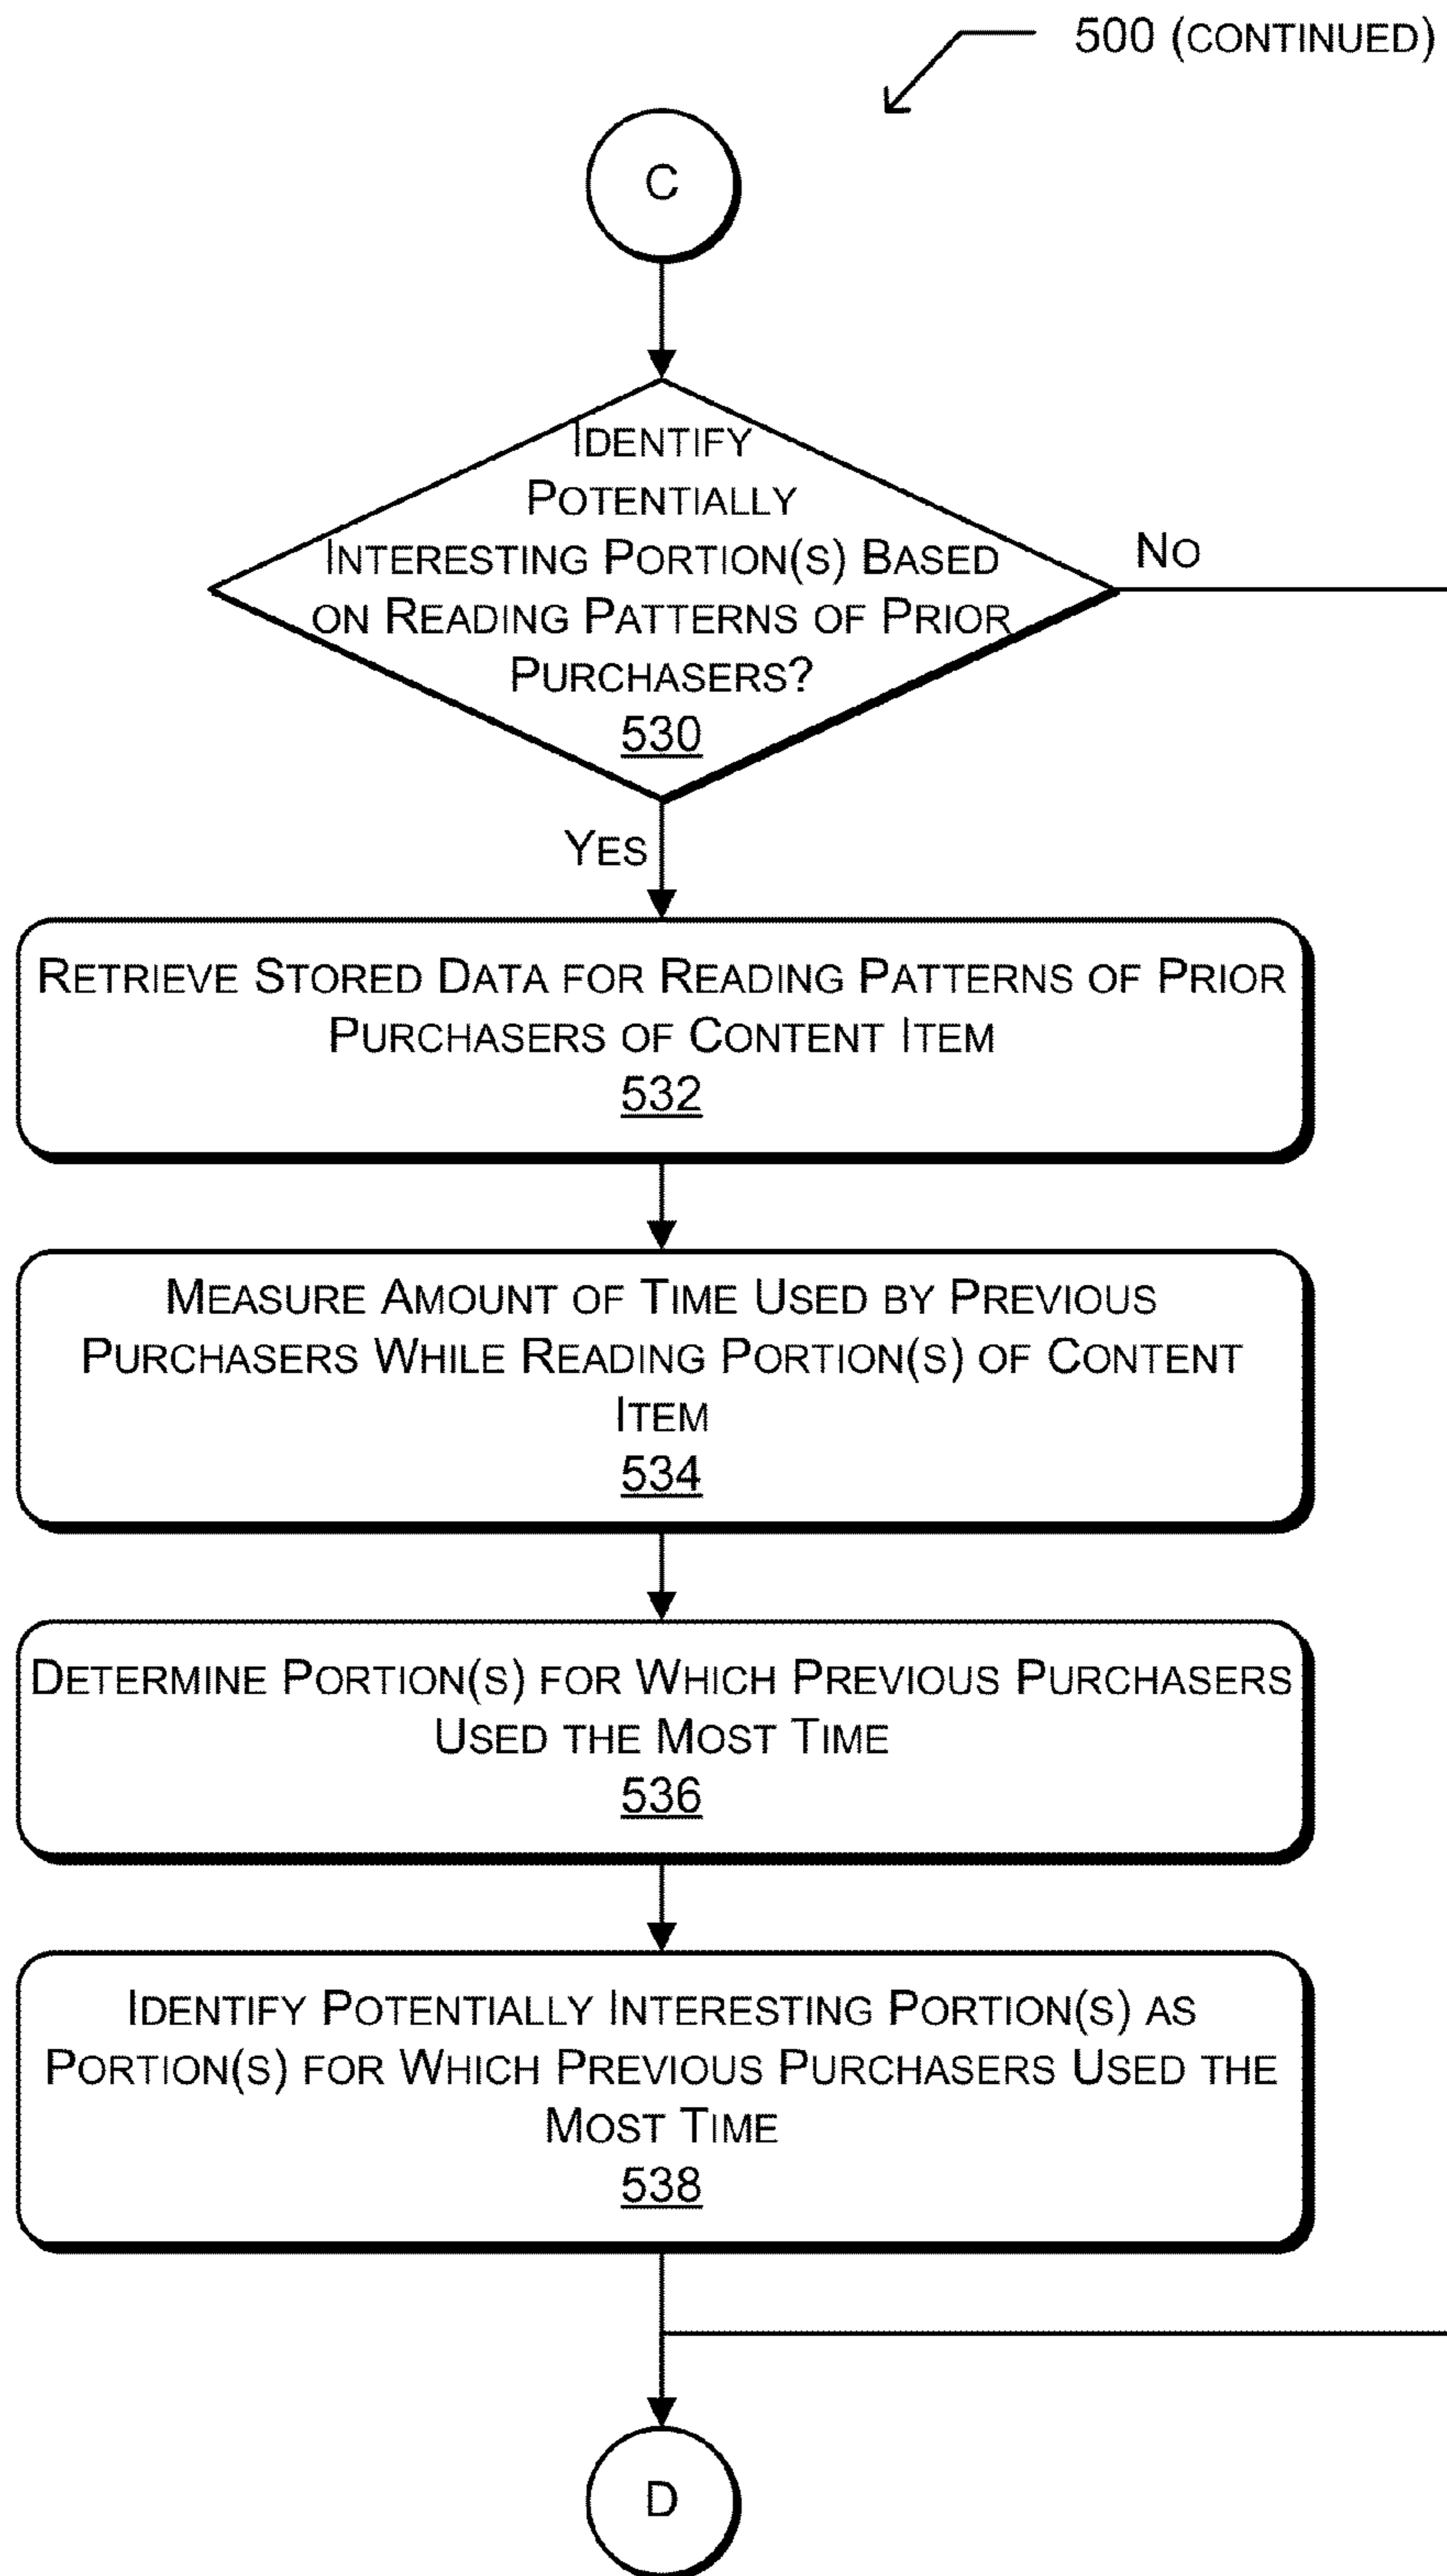 500 (CONTINUED)
C
IDENTIFY
POTENTIALLY
INTERESTING PORTION(S) BASED
ON READING PATTERNS OF PRIOR
PURCHASERS?
530
NO
YES
RETRIEVE STORED DATA FOR READING PATTERNS OF PRIOR
PURCHASERS OF CONTENT ITEM
532
MEASURE AMOUNT OF TIME USED BY PREVIOUS
PURCHASERS WHILE READING PORTION(S) OF CONTENT
ITEM
534
DETERMINE PORTION(S) FOR WHICH PREVIOUS PURCHASERS
USED THE MOST TIME
536
IDENTIFY POTENTIALLY INTERESTING PORTION(S) AS
PORTION(S) FOR WHICH PREVIOUS PURCHASERS USED THE
MOST TIME
538
D